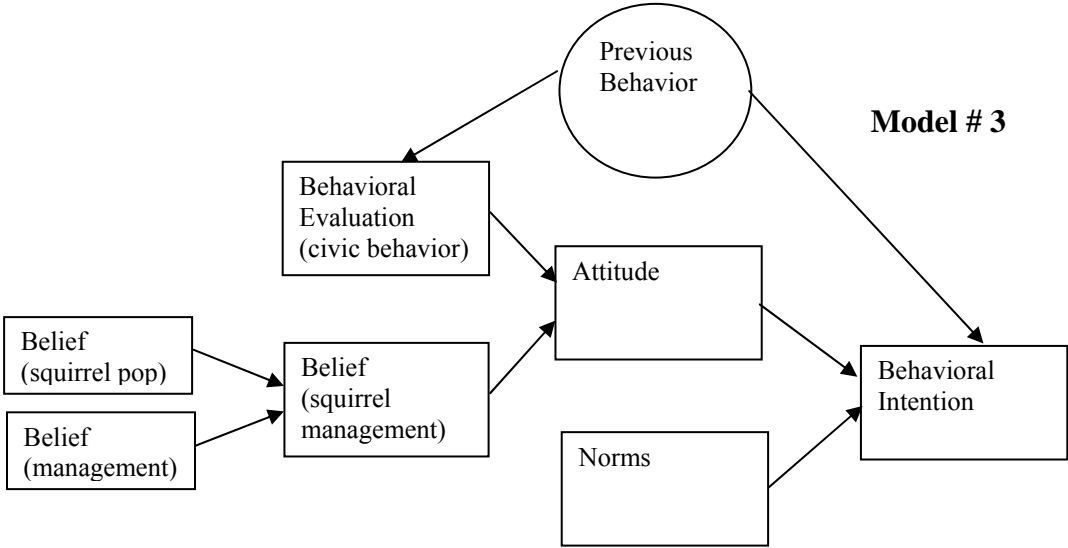 Previous
Behavior
Model # 3
Behavioral
Evaluation
(civic behavior)
Attitude
Belief
(squirrel pop)
Belief
(squirrel
management)
Behavioral
Intention
Belief
(management)
Norms